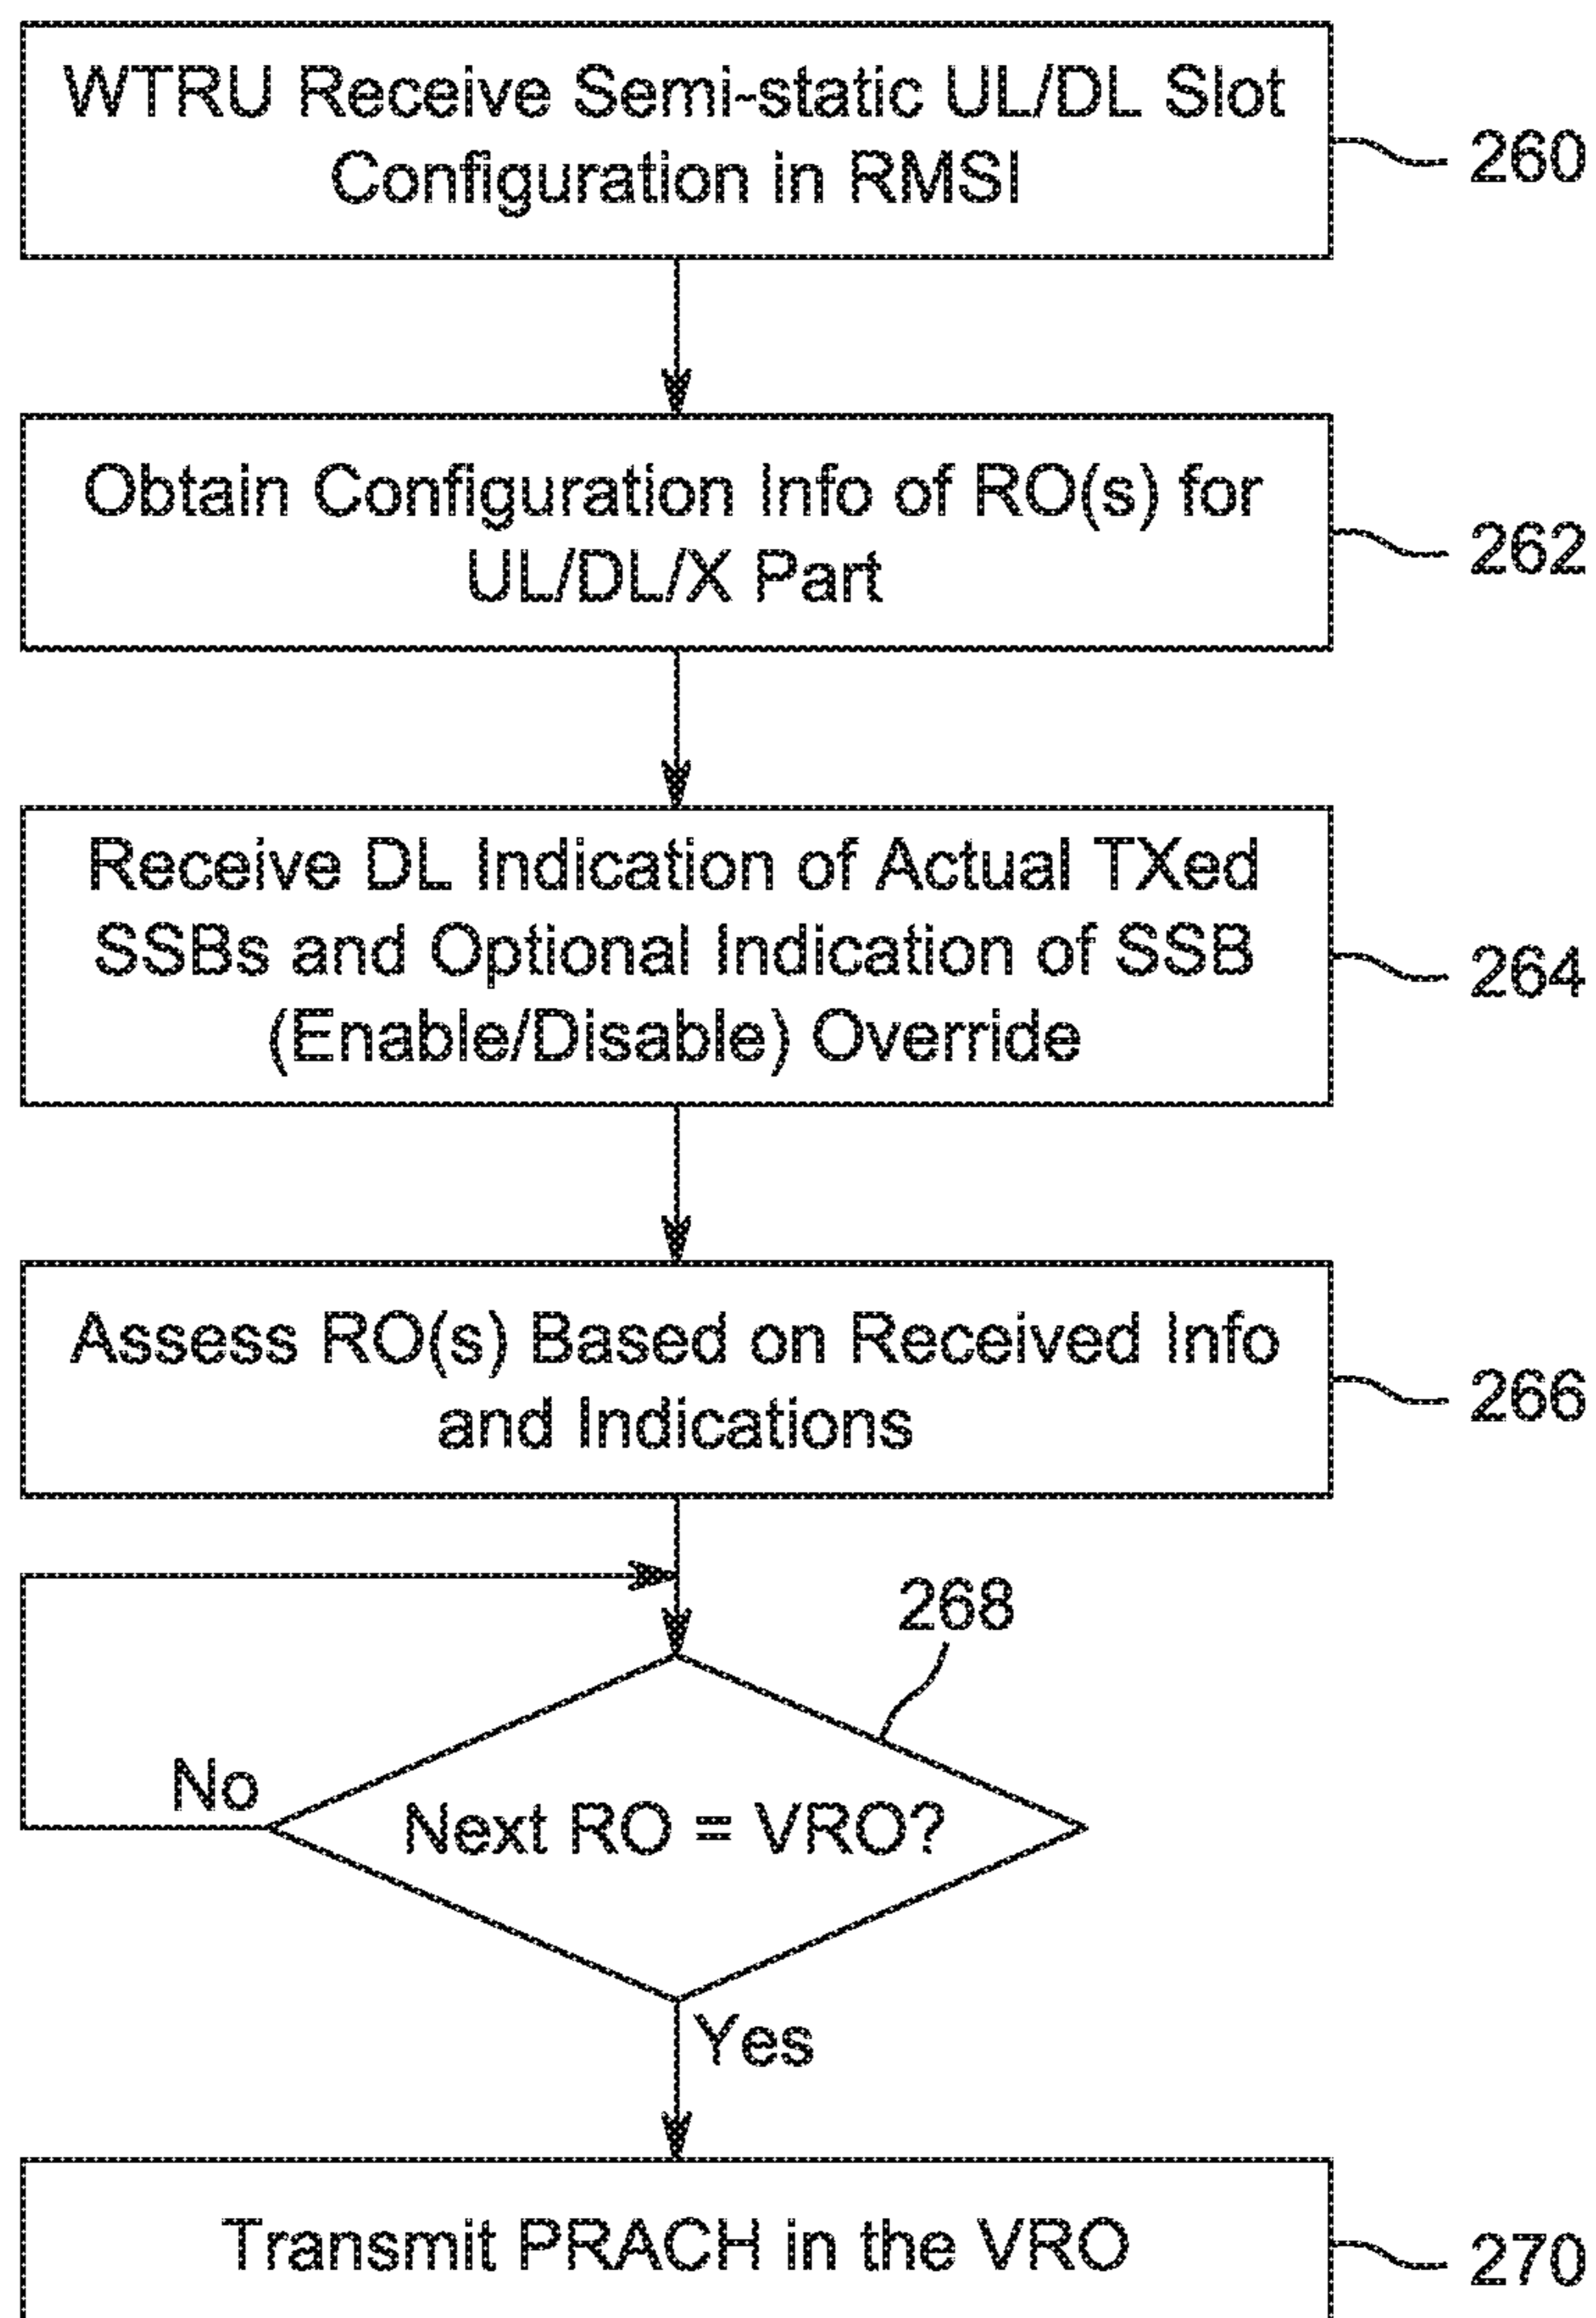 WTRU Receive Semi-static UL/DL Slot
Configuration in RMSI
260
Obtain Configuration Info of RO(s) for
UL/DL/X Part
262
Receive DL Indication of Actual TXed
SSBs and Optional Indication of SSB
(Enable/Disable) Override
264
Assess RO(s) Based on Received Info
and Indications
266
268
No
Next RO = VRO?
Yes
Transmit PRACH in the VRO
270